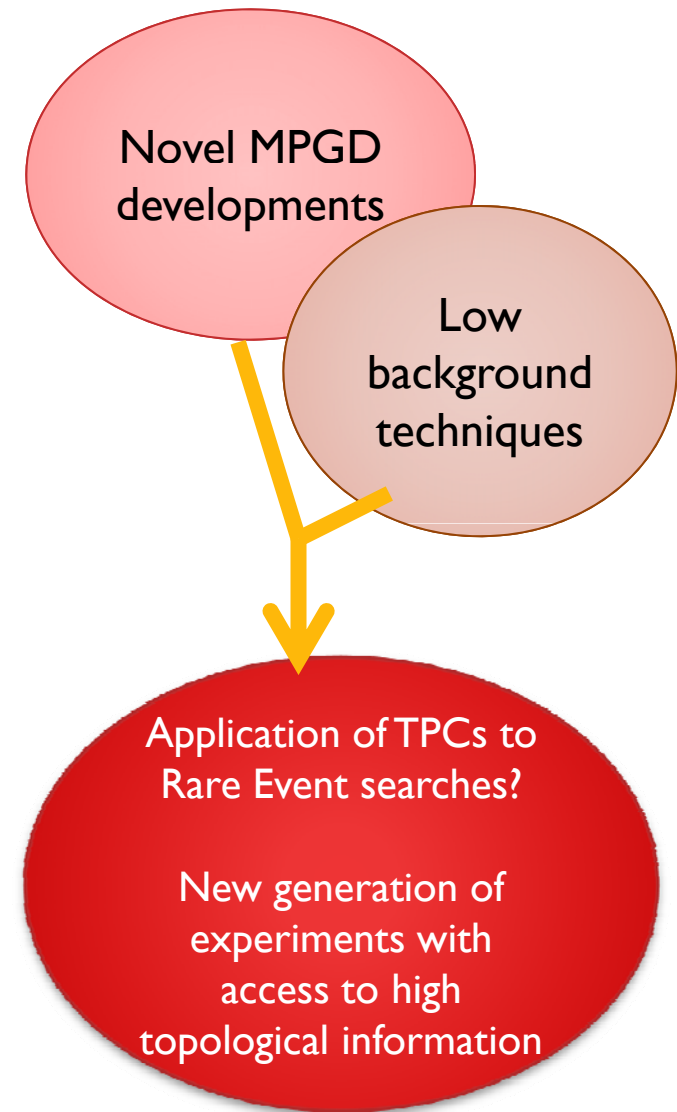 Novel MPGD
developments
Low
background
techniques
Application of TPCs to
Rare Event searches?
New generation of
experiments with
access to high
topological information